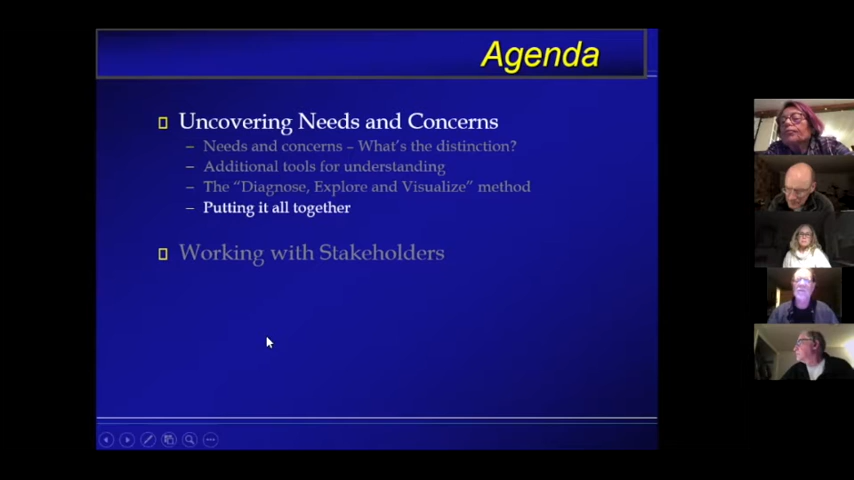 Agenda
Uncovering Needs and Concerns
– Needs and concerns – What's the distinction?
– Additional tools for understanding
– The “Diagnose, Explore and Visualize” method
– Putting it all together
Working with Stakeholders